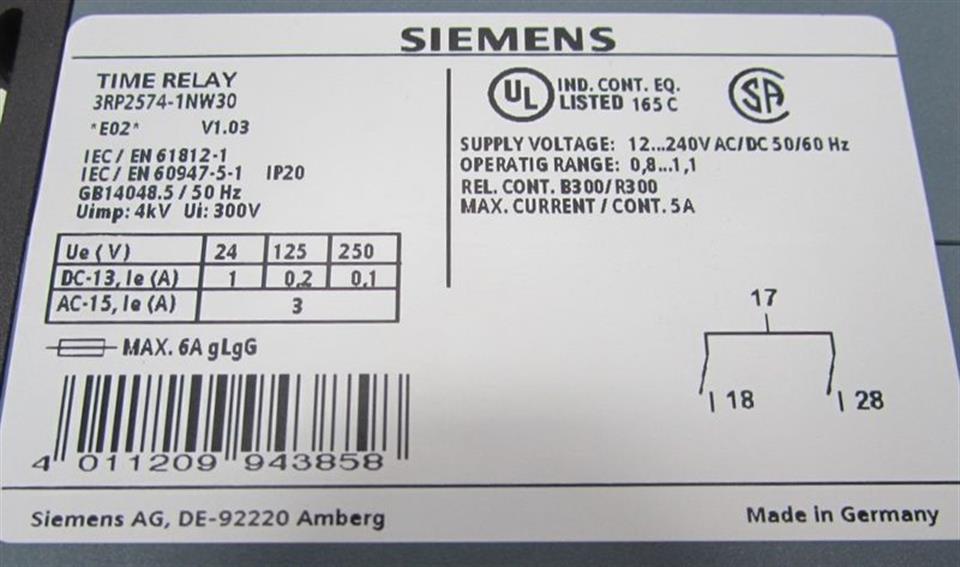 SIEMENS
TIME RELAY
3RP2574-1NW30
*E02* V1.03
IEC / EN 61812-1
IEC / EN 60947-5-1 IP20
GB14048.5 / 50 Hz
Uimp: 4kV Ui: 300V
Ue ( V ) 24 125 250
DC-13, Ie (A) 1 0,2 0,1
AC-15, Ie (A) 3
MAX. 6A gLgG
4 011209 943858
UL IND. CONT. EQ.
LISTED 165 C
SA
SUPPLY VOLTAGE: 12...240V AC/DC 50/60 Hz
OPERATIG RANGE: 0,8...1,1
REL. CONT. B300/R300
MAX. CURRENT / CONT. 5A
17
18 28
Siemens AG, DE-92220 Amberg
Made in Germany